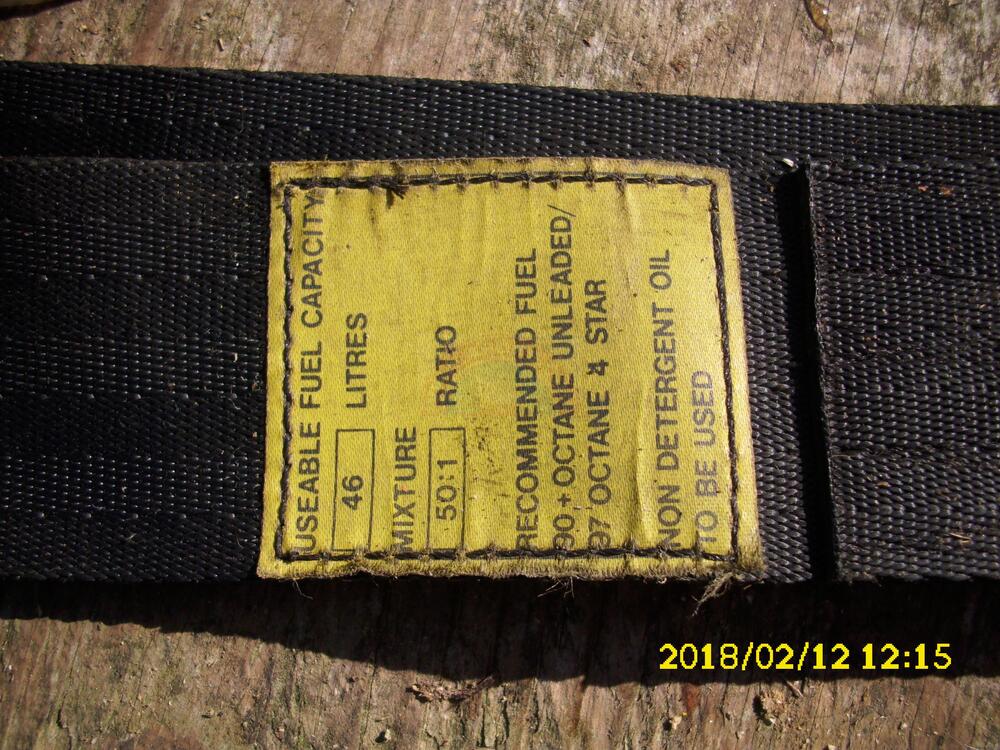 USEABLE FUEL CAPACITY
46 LITRES
MIXTURE
50:1 RATIO
RECOMMENDED FUEL
90+OCTANE UNLEADED/
97 OCTANE 4 STAR
NON DETERGENT OIL
TO BE USED
2018/02/12 12:15